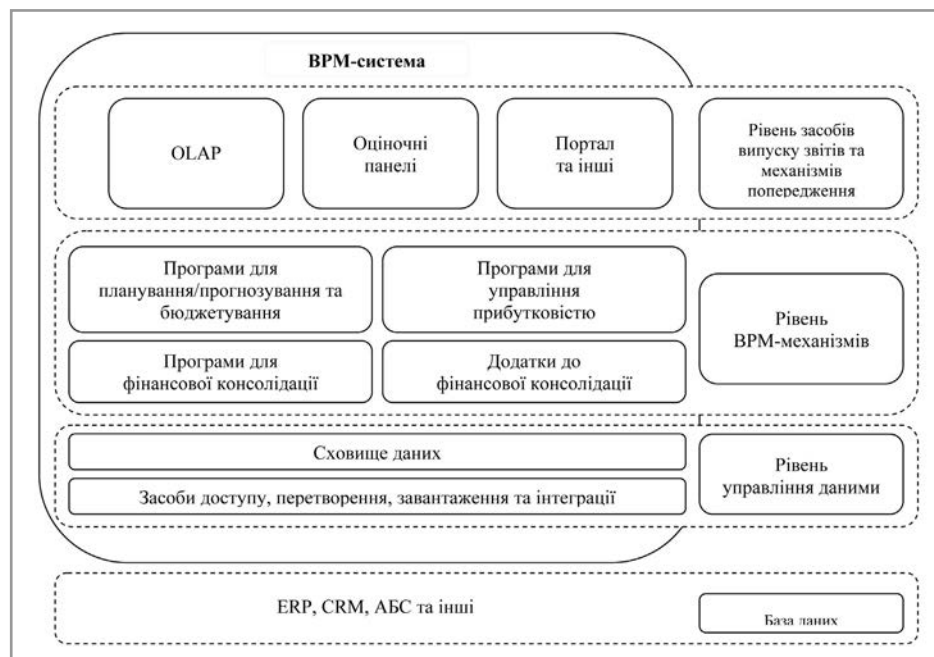 BPM-система
OLAP
Оціночні
панелі
Портал
та інші
Рівень засобів
випуску звітів та
механізмів
попередження
Програми для
планування/прогнозування та
бюджетування
Програми для
управління
прибутковістю
Програми для
фінансової консолідації
Додатки до
фінансової консолідації
Рівень
BPM-механізмів
Сховище даних
Засоби доступу, перетворення, завантаження та інтеграції
Рівень
управління даними
ERP, CRM, АБС та інші
База даних